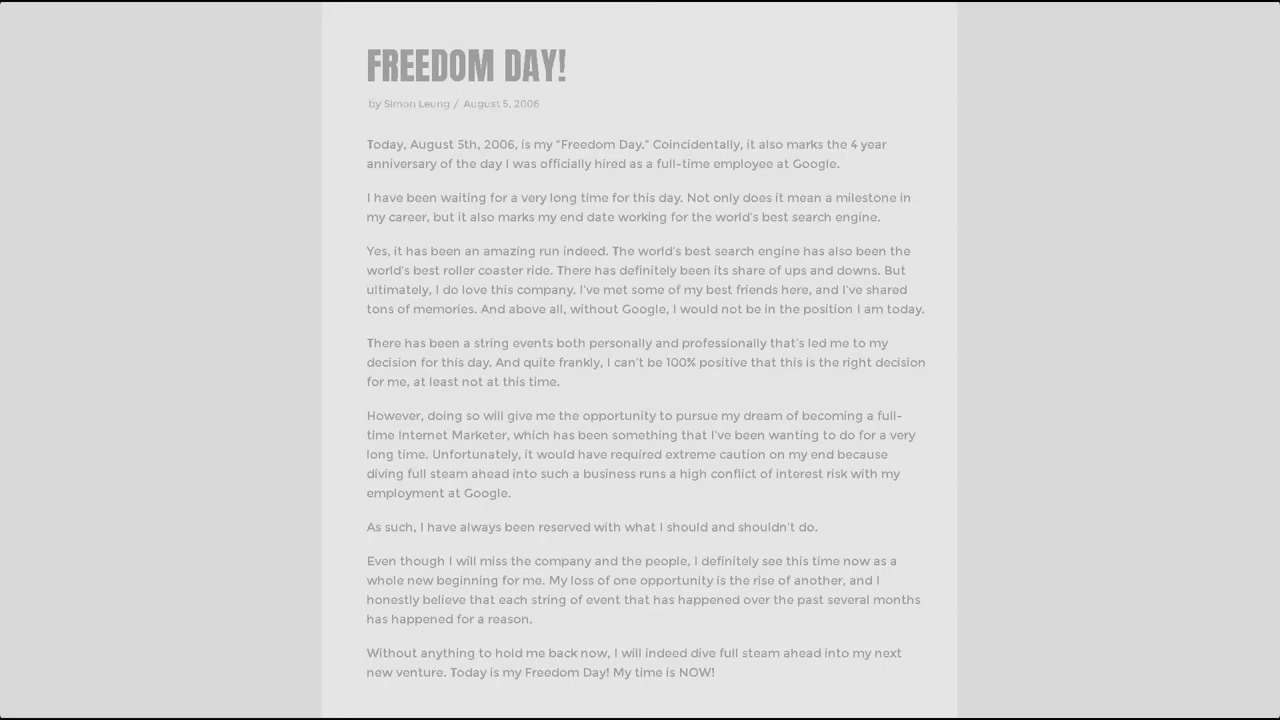 FREEDOM DAY!
by Simon Leung / August 5, 2006
Today, August 5th, 2006, is my "Freedom Day." Coincidentally, it also marks the 4 year
anniversary of the day I was officially hired as a full-time employee at Google.
I have been waiting for a very long time for this day. Not only does it mean a milestone in
my career, but it also marks my end date working for the world's best search engine.
Yes, it has been an amazing run indeed. The world's best search engine has also been the
world's best roller coaster ride. There has definitely been its share of ups and downs. But
ultimately, I do love this company. I've met some of my best friends here, and I've shared
tons of memories. And above all, without Google, I would not be in the position I am today.
There has been a string events both personally and professionally that's led me to my
decision for this day. And quite frankly, I can't be 100% positive that this is the right decision
for me, at least not at this time.
However, doing so will give me the opportunity to pursue my dream of becoming a full-
time Internet Marketer, which has been something that I've been wanting to do for a very
long time. Unfortunately, it would have required extreme caution on my end because
diving full steam ahead into such a business runs a high conflict of interest risk with my
employment at Google.
As such, I have always been reserved with what I should and shouldn't do.
Even though I will miss the company and the people, I definitely see this time now as a
whole new beginning for me. My loss of one opportunity is the rise of another, and I
honestly believe that each string of event that has happened over the past several months
has happened for a reason.
Without anything to hold me back now, I will indeed dive full steam ahead into my next
new venture. Today is my Freedom Day! My time is NOW!